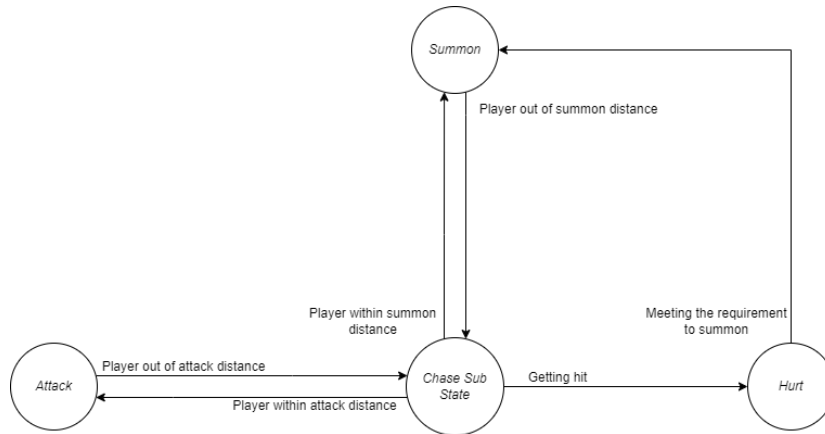 Summon
Player out of summon distance
Player within summon
distance
Meeting the requirement
to summon
Player out of attack distance
Attack
Chase Sub
State
Getting hit
Hurt
Player within attack distance